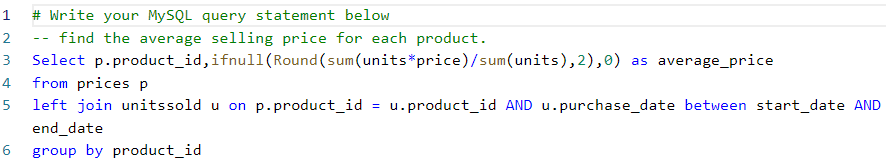 1 # Write your MySQL query statement below
2 -- find the average selling price for each product.
3 Select p.product_id,ifnull(Round(sum(units*price)/sum(units),2),0) as average_price
4 from prices p
5 left join unitssold u on p.product_id = u.product_id AND u.purchase_date between start_date AND
end_date
6 group by product_id